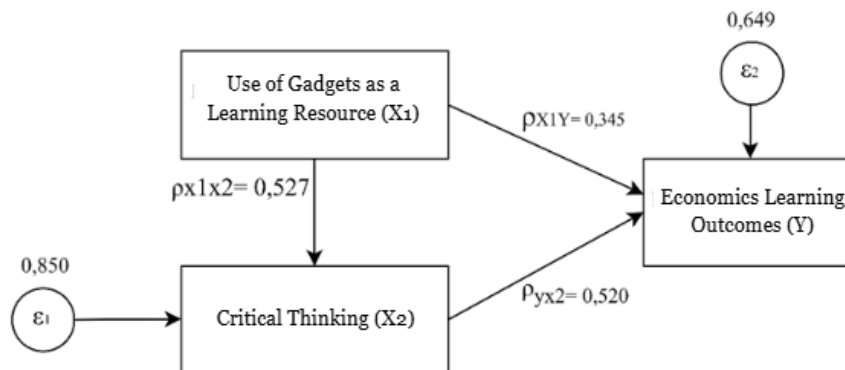 0,649
ε2
Use of Gadgets as a
Learning Resource (X1)
ρX1Y= 0,345
ρx1x2= 0,527
Economics Learning
Outcomes (Y)
0,850
ε1
Critical Thinking (X2)
ρyx2= 0,520